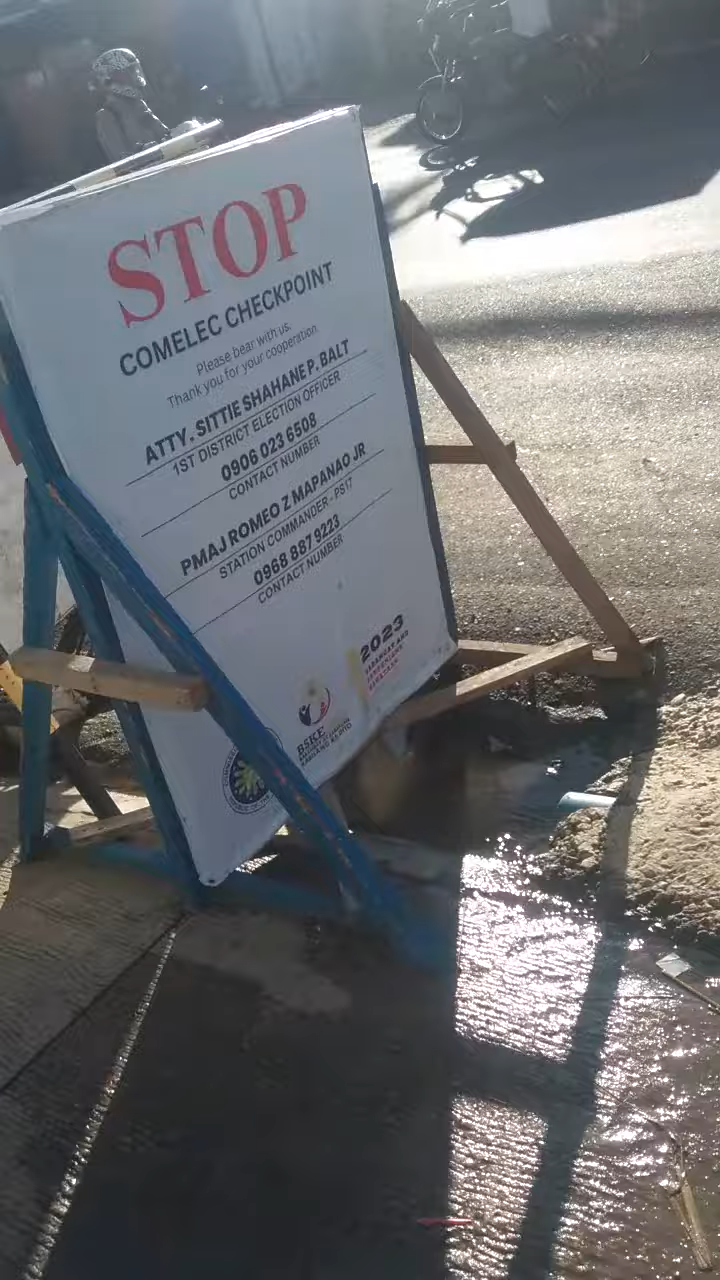 STOP
COMELEC CHECKPOINT
Please bear with us.
Thank you for your cooperation.
ATTY. SITTIE SHAHANE P. BALT
1ST DISTRICT ELECTION OFFICER
0906 023 6508
CONTACT NUMBER
PMAJ ROMEO Z MAPANAO JR
STATION COMMANDER - PS17
0968 887 9223
CONTACT NUMBER
2023
BARANGAY AND
BSKE